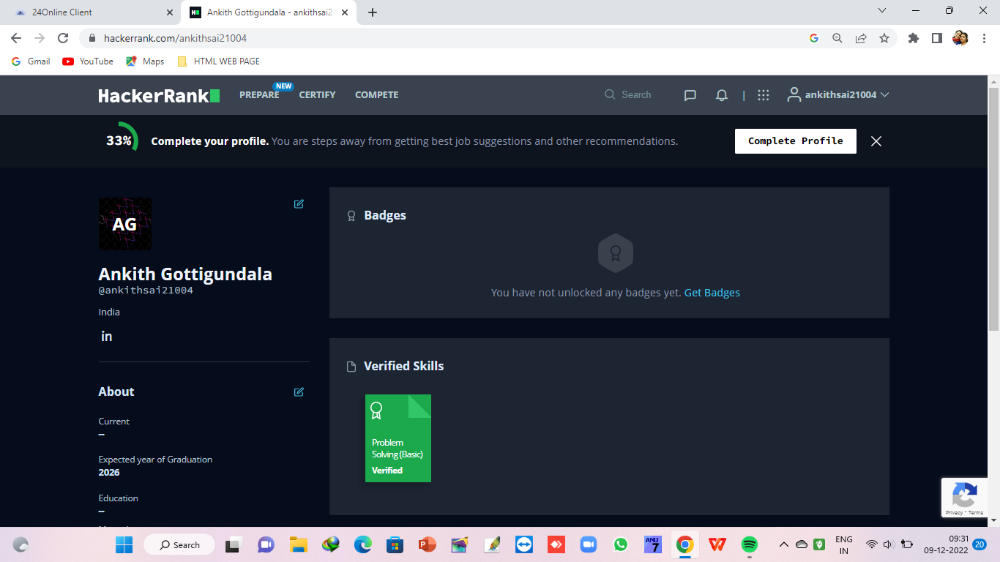 24Online Client
Ankith Gottigundala - ankithsai2
hackerrank.com/ankithsai21004
Gmail
YouTube
Maps
HTML WEB PAGE
HackerRank
PREPARE
NEW
CERTIFY
COMPETE
Search
|
ankithsai21004
33%
Complete your profile. You are steps away from getting best job suggestions and other recommendations.
Complete Profile
AG
Ankith Gottigundala
@ankithsai21004
India
in
About
Current
–
Expected year of Graduation
2026
Education
–
Badges
You have not unlocked any badges yet. Get Badges
Verified Skills
Problem
Solving (Basic)
Verified
Privacy - Terms
Search
ANU
7
ENG
IN
09:31
09-12-2022
20